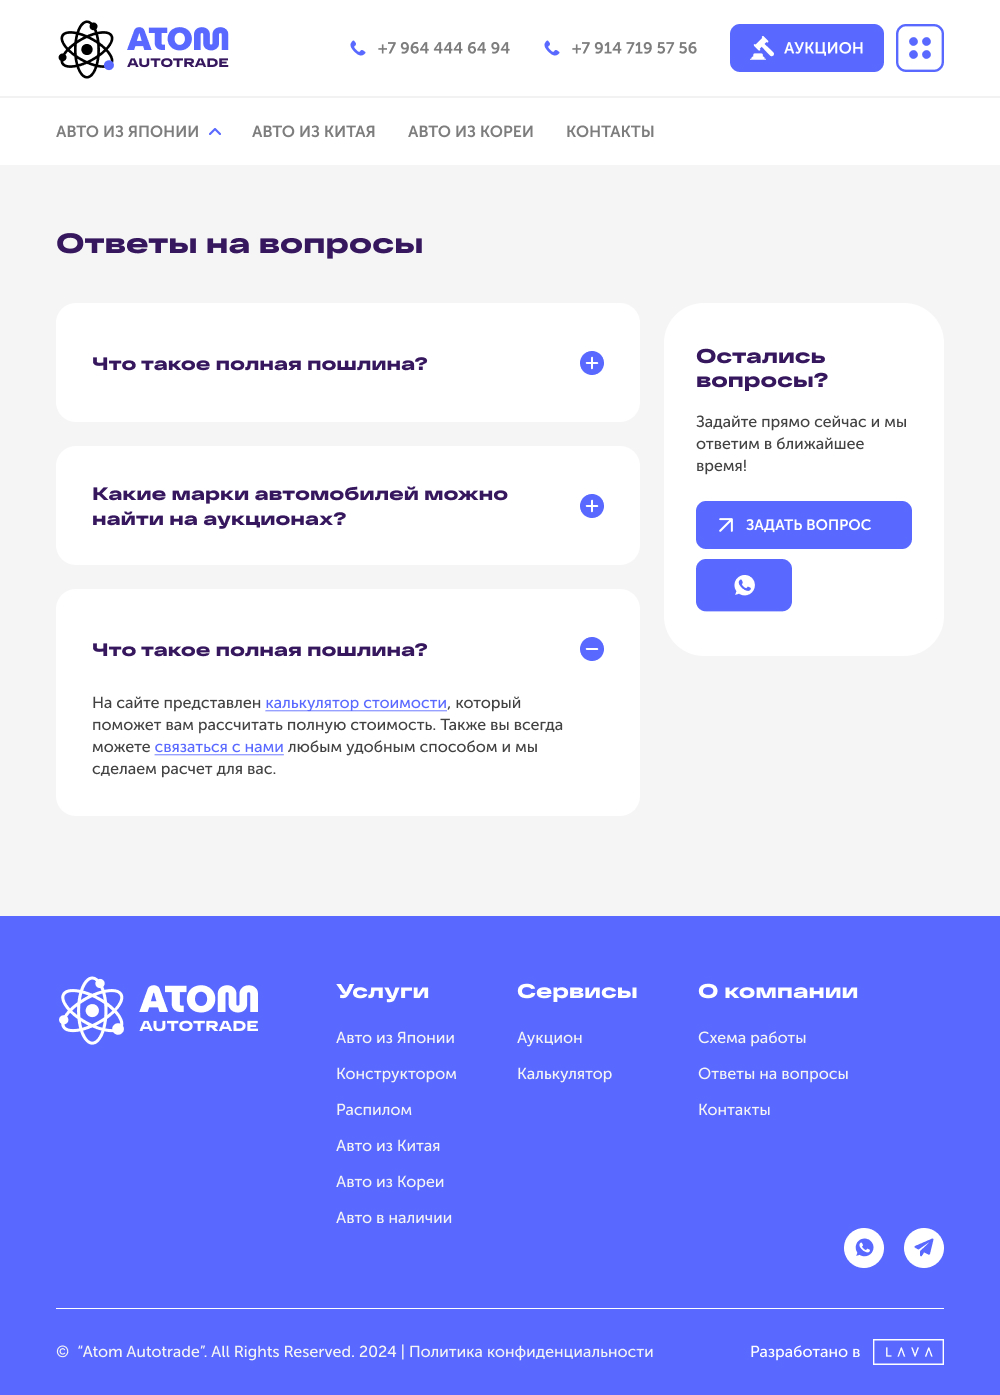 ATOM
AUTOTRADE
+7 964 444 64 94
+7 914 719 57 56
АУКЦИОН
АВТО ИЗ ЯПОНИИ
АВТО ИЗ КИТАЯ
АВТО ИЗ КОРЕИ
КОНТАКТЫ
Ответы на вопросы
Что такое полная пошлина?
Какие марки автомобилей можно
найти на аукционах?
Что такое полная пошлина?
На сайте представлен калькулятор стоимости, который
поможет вам рассчитать полную стоимость. Также вы всегда
можете связаться с нами любым удобным способом и мы
сделаем расчет для вас.
Остались
вопросы?
Задайте прямо сейчас и мы
ответим в ближайшее
время!
ЗАДАТЬ ВОПРОС
ATOM
AUTOTRADE
Услуги
Авто из Японии
Конструктором
Распилом
Авто из Китая
Авто из Кореи
Авто в наличии
Сервисы
Аукцион
Калькулятор
О компании
Схема работы
Ответы на вопросы
Контакты
© “Atom Autotrade”. All Rights Reserved. 2024 | Политика конфиденциальности
Разработано в
LAVA